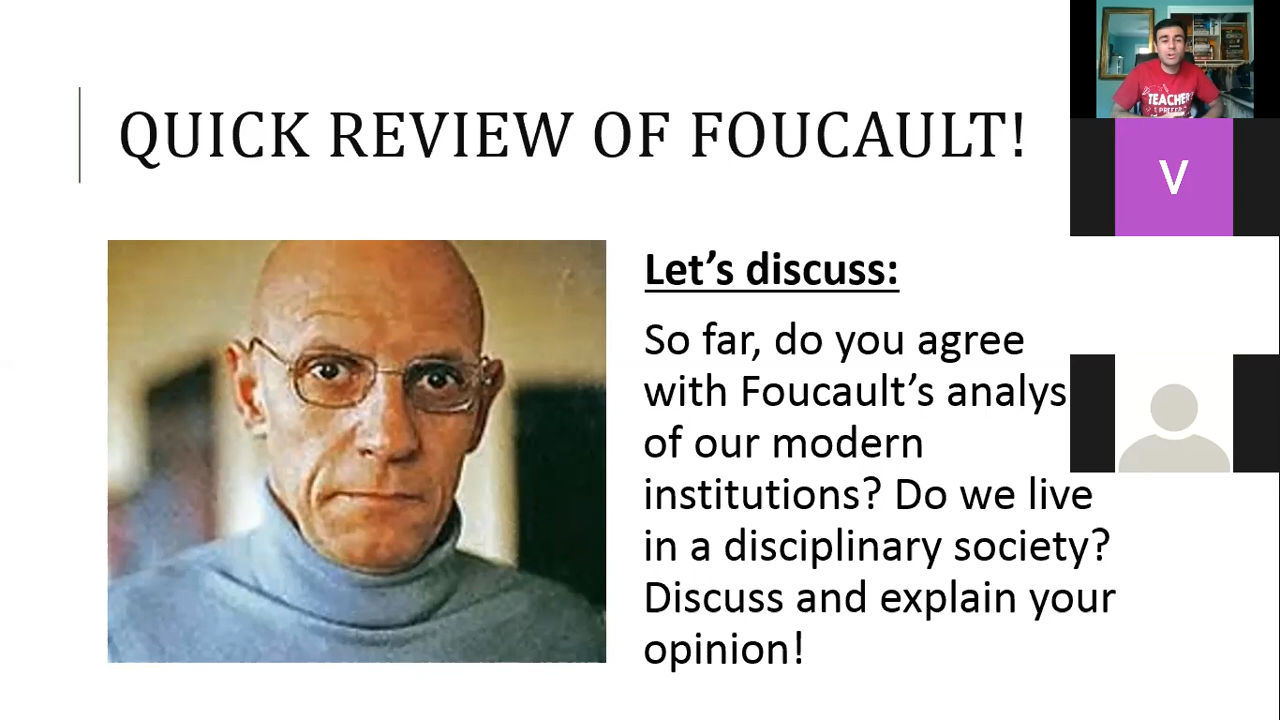 QUICK REVIEW OF FOUCAULT!
TEACHER
V
Let’s discuss:
So far, do you agree
with Foucault’s analys
of our modern
institutions? Do we live
in a disciplinary society?
Discuss and explain your
opinion!